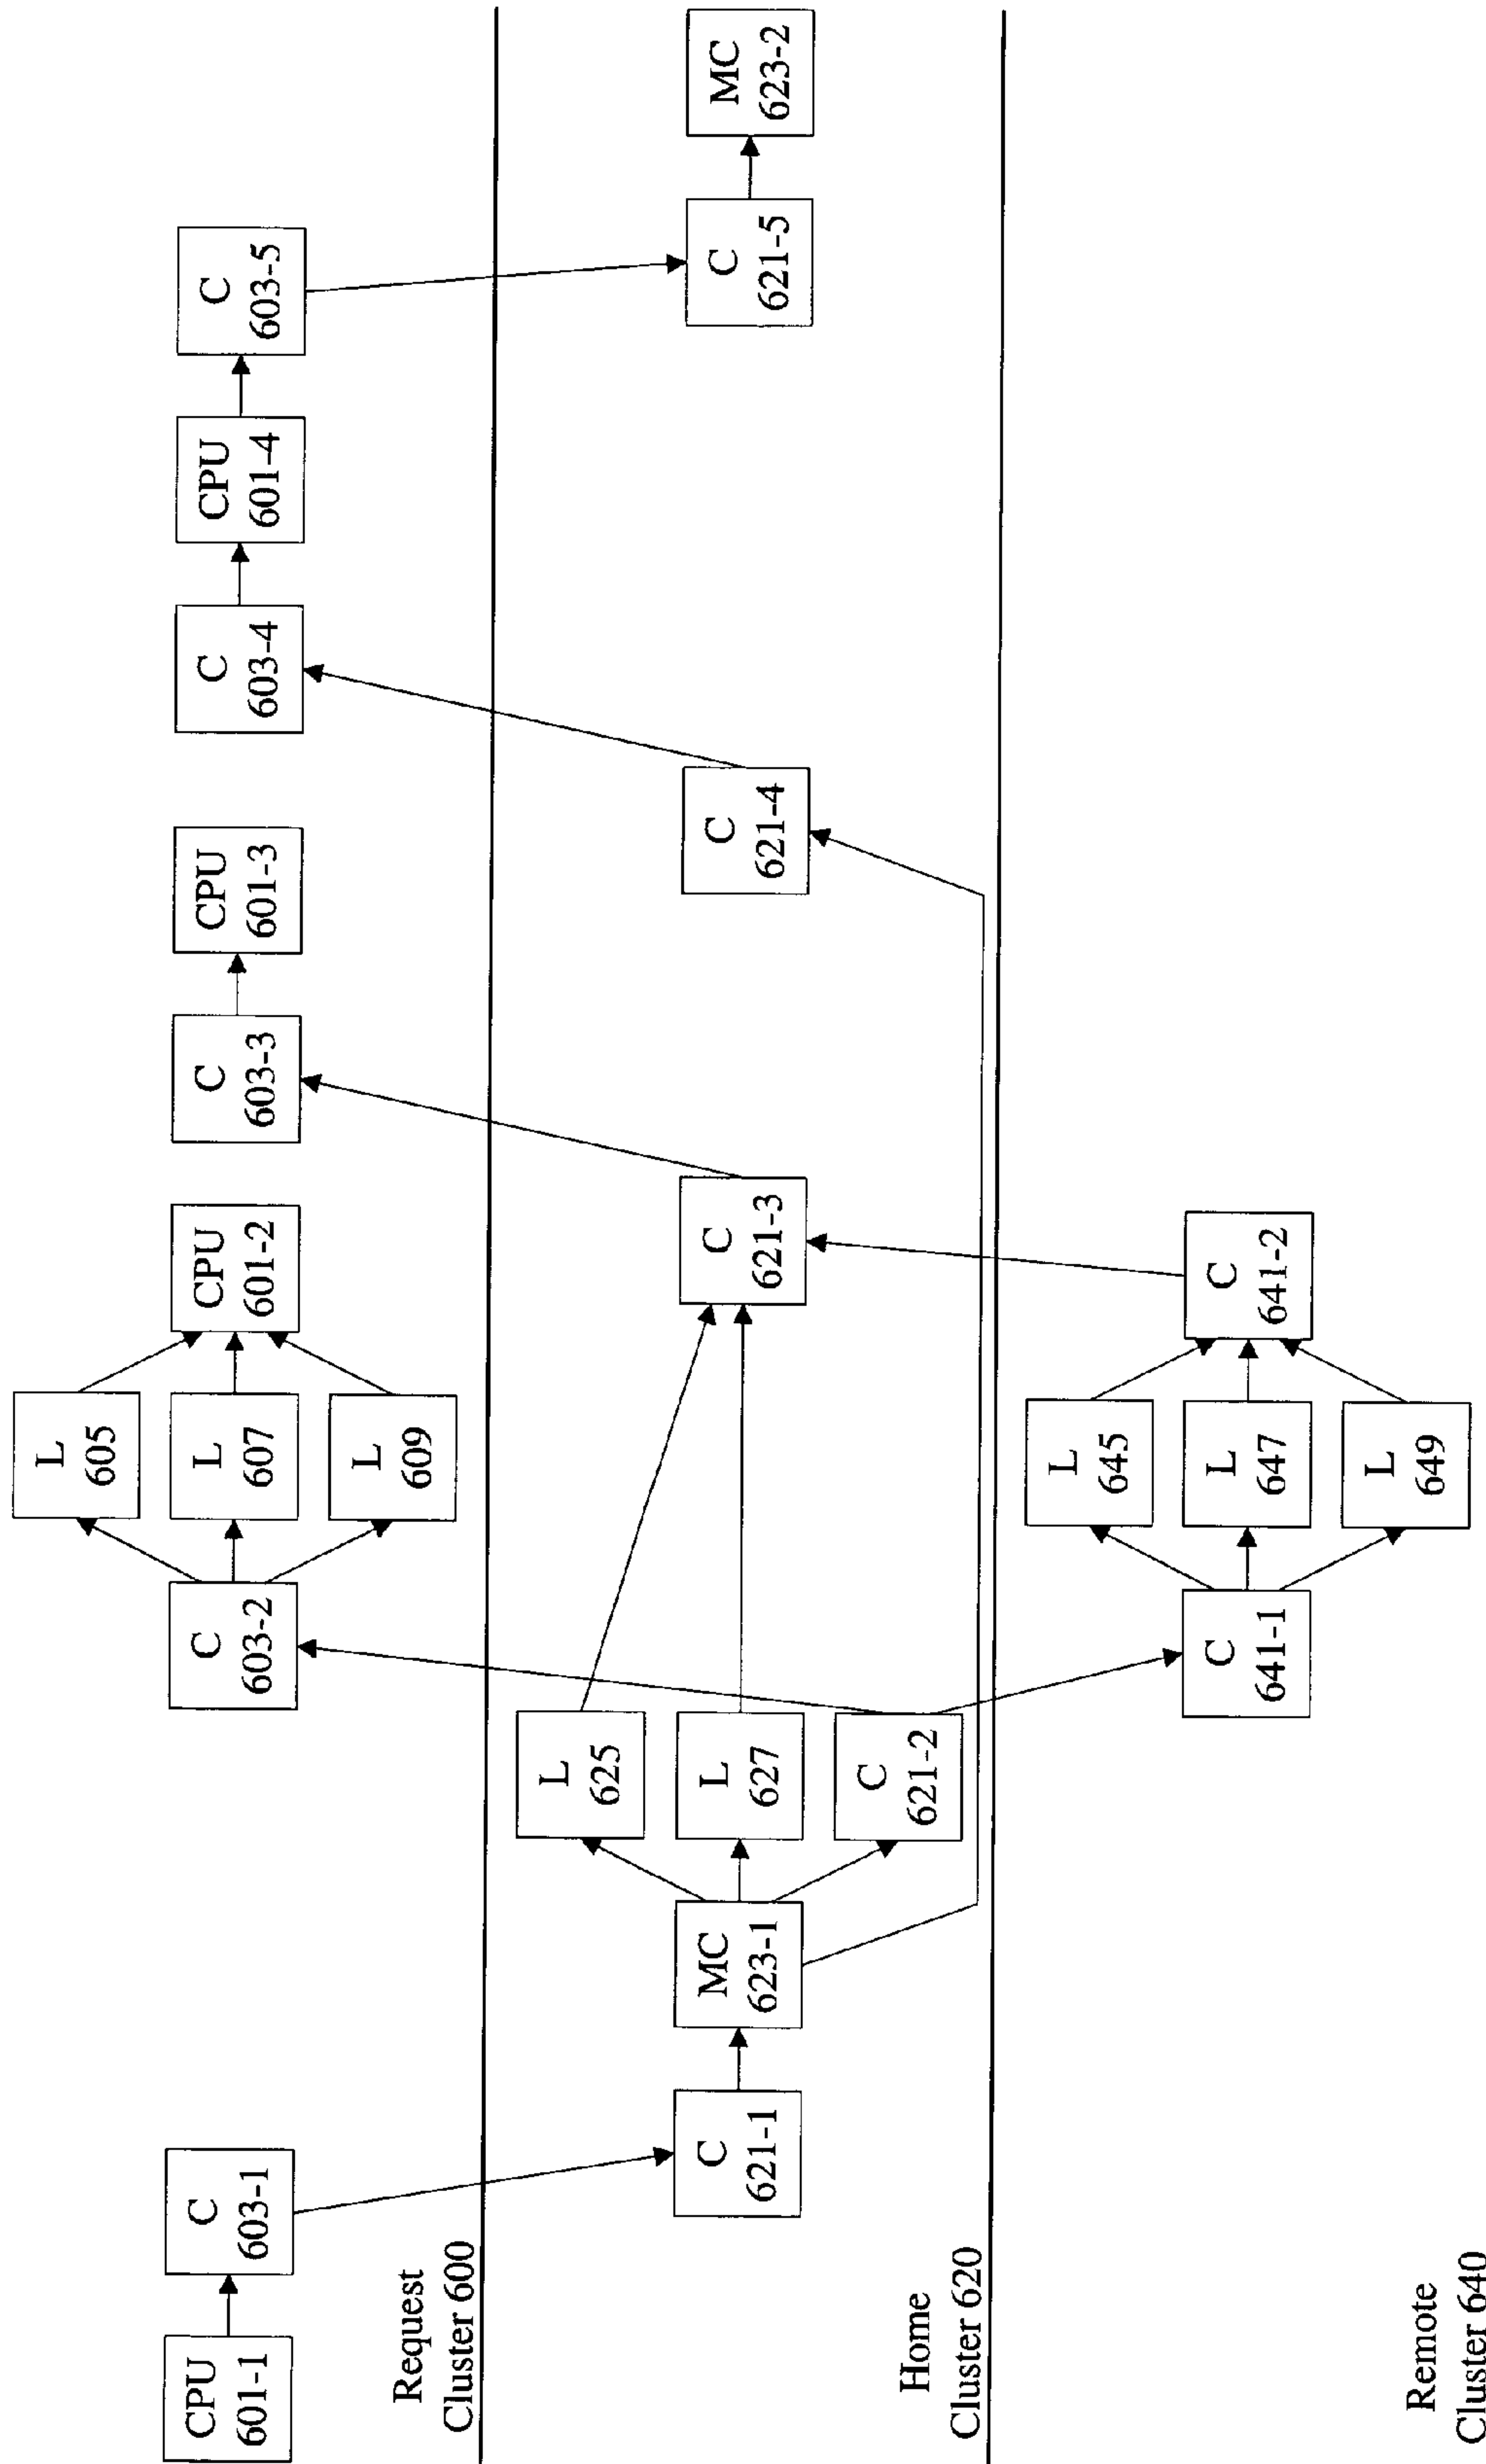 CPU
601-1
C
603-1
C
603-2
L
605
L
607
L
609
CPU
601-2
C
603-3
CPU
601-3
C
603-4
CPU
601-4
C
603-5
Request
Cluster 600
C
621-1
MC
623-1
L
625
L
627
C
621-2
C
621-3
C
621-4
C
621-5
MC
623-2
Home
Cluster 620
C
641-1
L
645
L
647
L
649
C
641-2
Remote
Cluster 640